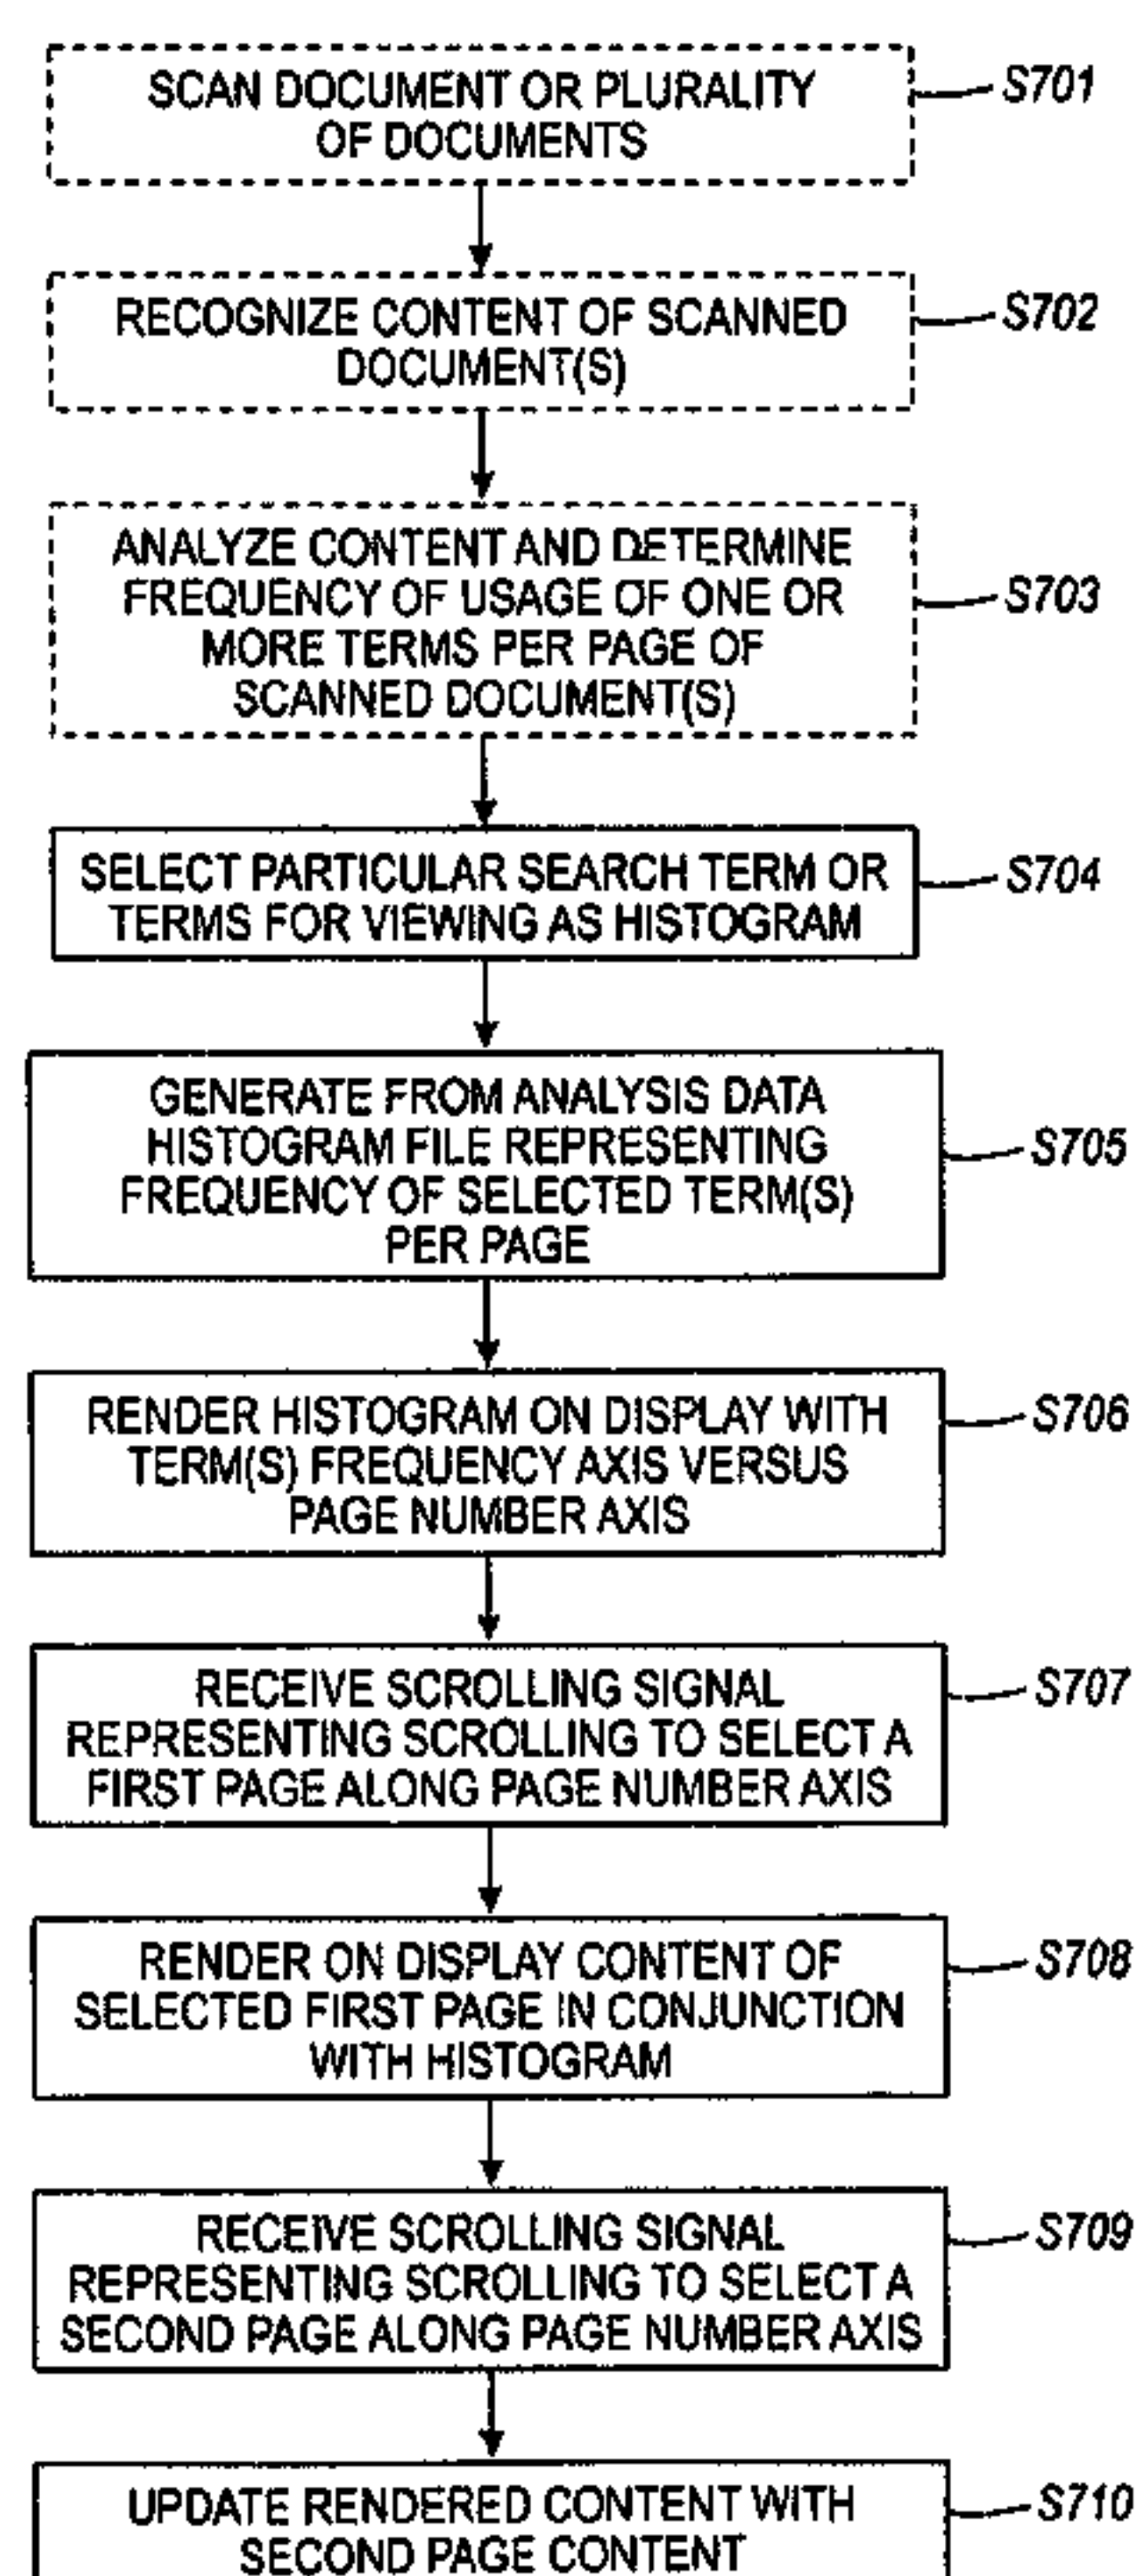 SCAN DOCUMENT OR PLURALITY
OF DOCUMENTS
S701
RECOGNIZE CONTENT OF SCANNED
DOCUMENT(S)
S702
ANALYZE CONTENT AND DETERMINE
FREQUENCY OF USAGE OF ONE OR
MORE TERMS PER PAGE OF
SCANNED DOCUMENT(S)
S703
SELECT PARTICULAR SEARCH TERM OR
TERMS FOR VIEWING AS HISTOGRAM
S704
GENERATE FROM ANALYSIS DATA
HISTOGRAM FILE REPRESENTING
FREQUENCY OF SELECTED TERM(S)
PER PAGE
S705
RENDER HISTOGRAM ON DISPLAY WITH
TERM(S) FREQUENCY AXIS VERSUS
PAGE NUMBER AXIS
S706
RECEIVE SCROLLING SIGNAL
REPRESENTING SCROLLING TO SELECT A
FIRST PAGE ALONG PAGE NUMBER AXIS
S707
RENDER ON DISPLAY CONTENT OF
SELECTED FIRST PAGE IN CONJUNCTION
WITH HISTOGRAM
S708
RECEIVE SCROLLING SIGNAL
REPRESENTING SCROLLING TO SELECT A
SECOND PAGE ALONG PAGE NUMBER AXIS
S709
UPDATE RENDERED CONTENT WITH
SECOND PAGE CONTENT
S710